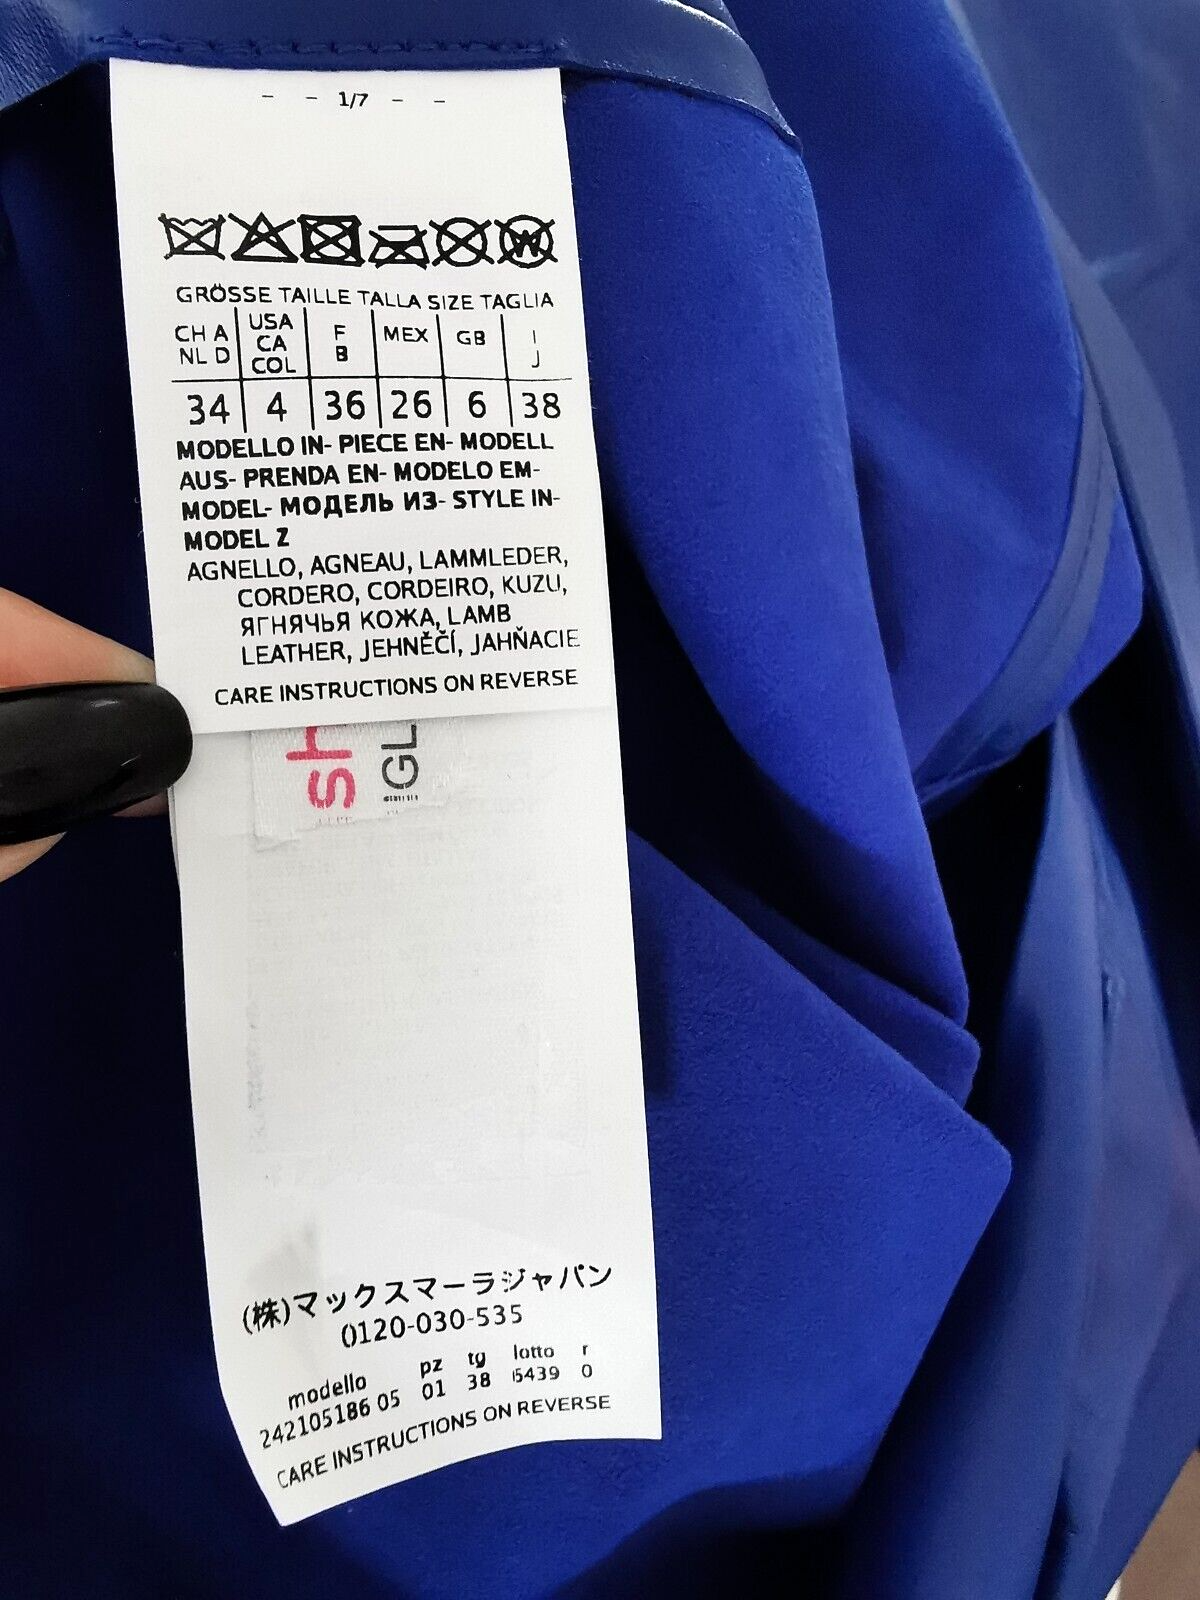 - - 1/7 - -
W
GRÖSSE TAILLE TALLA SIZE TAGLIA
CH A NL D USA CA COL F B MEX GB I J
34 4 36 26 6 38
MODELLO IN- PIECE EN- MODELL
AUS- PRENDA EN- MODELO EM-
MODEL- МОДЕЛЬ ИЗ- STYLE IN-
MODEL Z
AGNELLO, AGNEAU, LAMMLEDER,
CORDERO, CORDEIRO, KUZU,
ЯГНЯЧЬЯ КОЖА, LAMB
LEATHER, JEHNĚČÍ, JAHŇACIE
CARE INSTRUCTIONS ON REVERSE
sh
GL
(株)マックスマーラジャパン
0120-030-535
modello pz tg lotto r
242105186 05 01 38 5439 0
CARE INSTRUCTIONS ON REVERSE